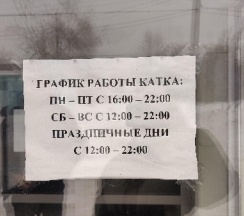 ГРАФИК РАБОТЫ КАТКА:
ПН – ПТ С 16:00 – 22:00
СБ – ВС С 12:00 – 22:00
ПРАЗДНИЧНЫЕ ДНИ
С 12:00 – 22:00